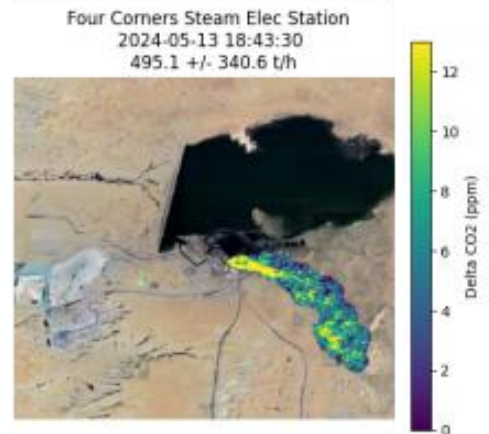 Four Corners Steam Elec Station
2024-05-13 18:43:30
495.1 +/- 340.6 t/h
12
10
8
6
4
2
0
Delta CO2 (ppm)